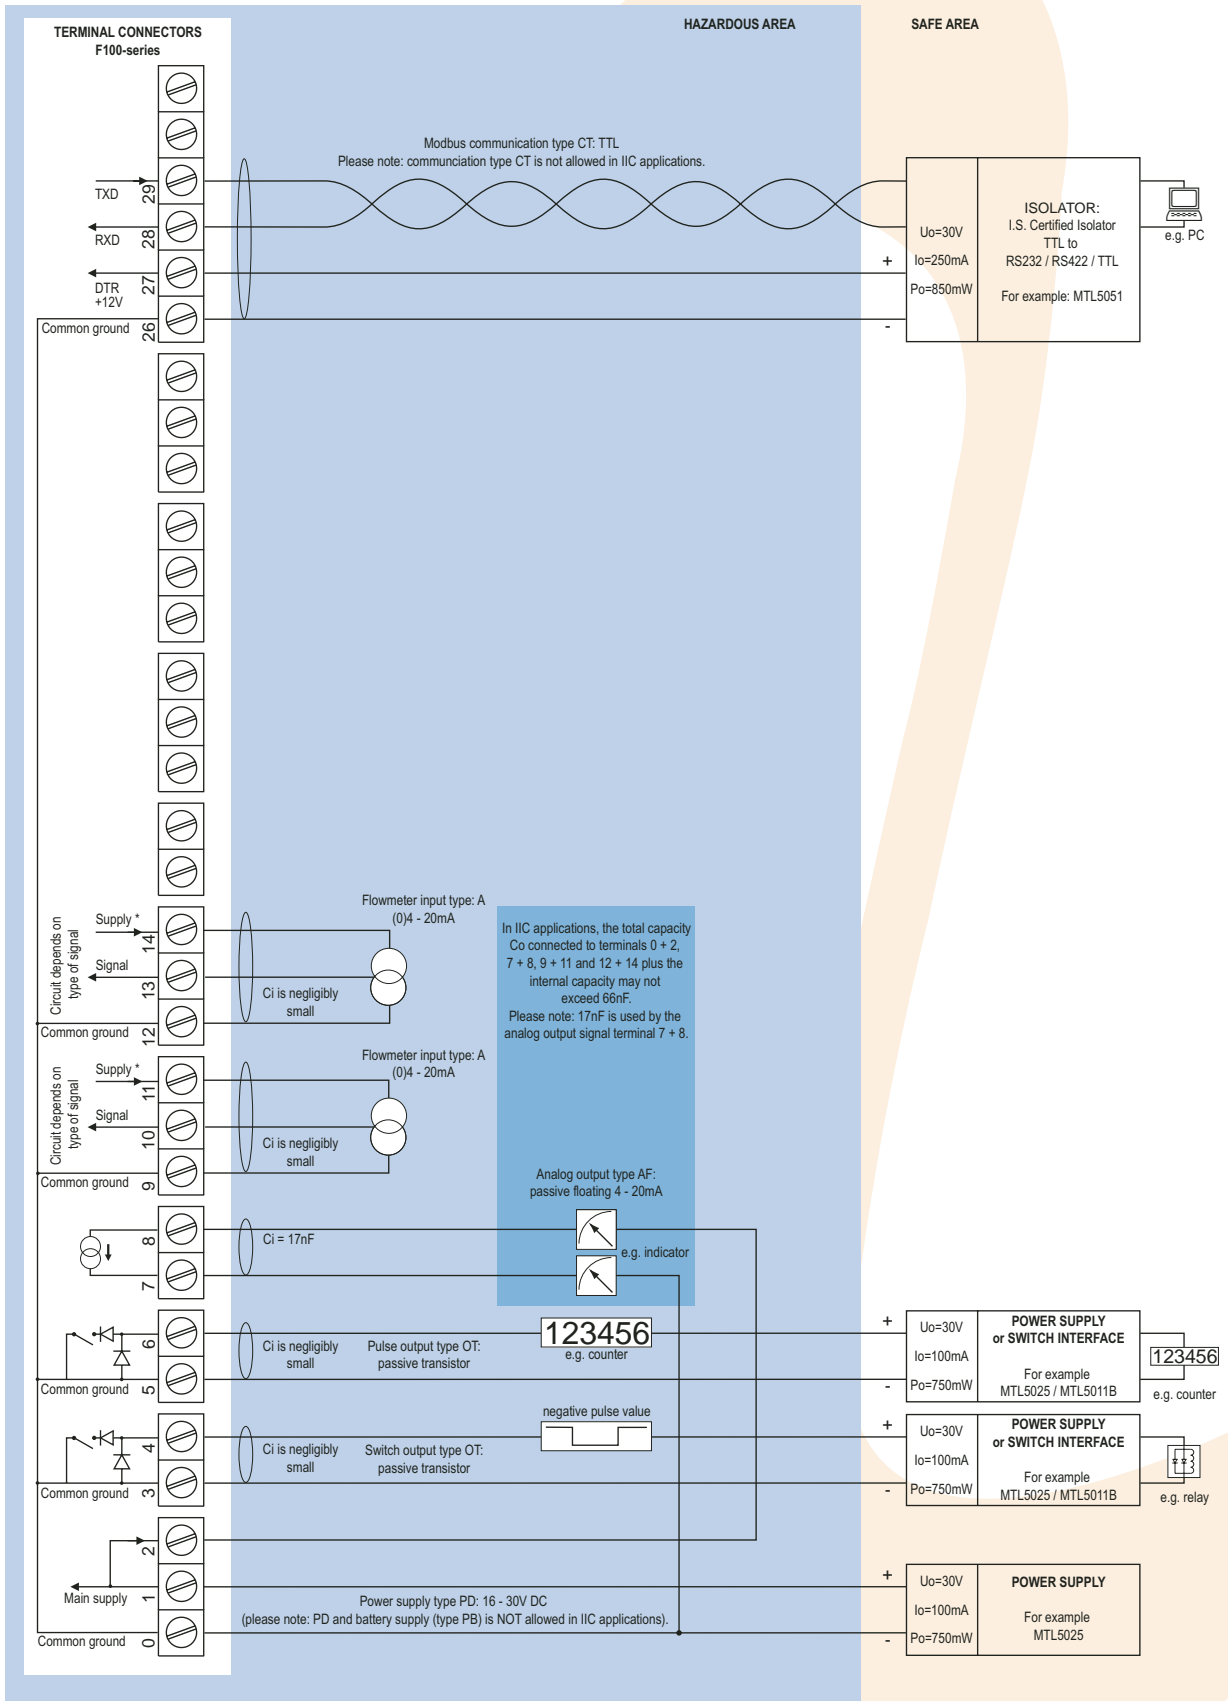 TERMINAL CONNECTORS
F100-series
HAZARDOUS AREA
SAFE AREA
Modbus communication type CT: TTL
Please note: communciation type CT is not allowed in IIC applications.
TXD
29
RXD
28
DTR
+12V
27
Common ground
26
+
-
Uo=30V
Io=250mA
Po=850mW
ISOLATOR:
I.S. Certified Isolator
TTL to
RS232 / RS422 / TTL
For example: MTL5051
e.g. PC
Circuit depends on
type of signal
Supply *
14
Signal
13
Common ground
12
Flowmeter input type: A
(0)4 - 20mA
Ci is negligibly
small
In IIC applications, the total capacity
Co connected to terminals 0 + 2,
7 + 8, 9 + 11 and 12 + 14 plus the
internal capacity may not
exceed 66nF.
Please note: 17nF is used by the
analog output signal terminal 7 + 8.
Circuit depends on
type of signal
Supply *
11
Signal
10
Common ground
9
Flowmeter input type: A
(0)4 - 20mA
Ci is negligibly
small
Analog output type AF:
passive floating 4 - 20mA
8
7
Ci = 17nF
e.g. indicator
6
Common ground
5
Ci is negligibly
small
Pulse output type OT:
passive transistor
123456
e.g. counter
+
-
Uo=30V
Io=100mA
Po=750mW
POWER SUPPLY
or SWITCH INTERFACE
For example
MTL5025 / MTL5011B
123456
e.g. counter
4
Common ground
3
Ci is negligibly
small
Switch output type OT:
passive transistor
negative pulse value
+
-
Uo=30V
Io=100mA
Po=750mW
POWER SUPPLY
or SWITCH INTERFACE
For example
MTL5025 / MTL5011B
e.g. relay
2
Main supply
1
Common ground
0
Power supply type PD: 16 - 30V DC
(please note: PD and battery supply (type PB) is NOT allowed in IIC applications).
+
-
Uo=30V
Io=100mA
Po=750mW
POWER SUPPLY
For example
MTL5025